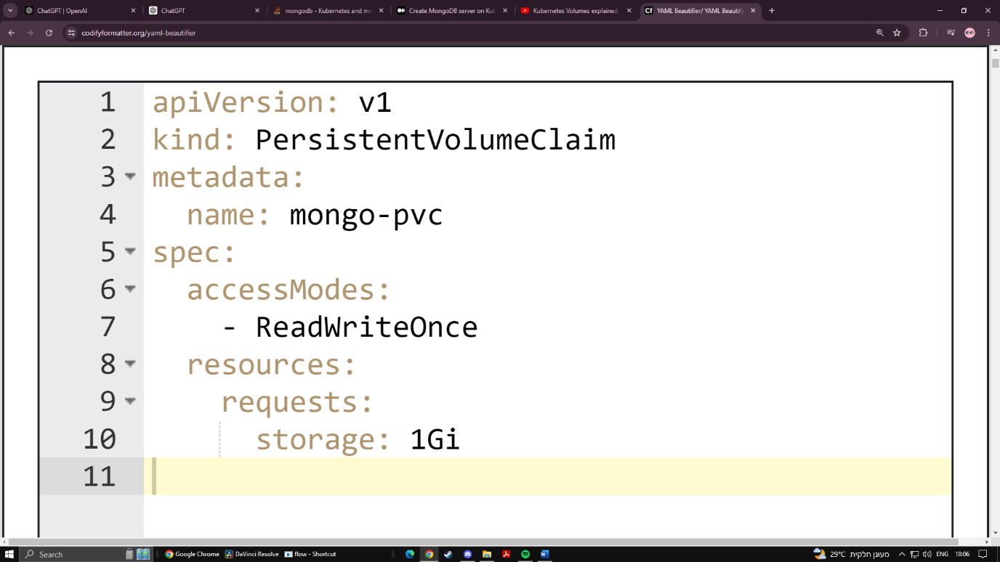 ChatGPT | OpenAI
ChatGPT
mongodb - Kubernetes and mo
Create MongoDB server on Kub
Kubernetes Volumes explained
Cf YAML Beautifier/ YAML Beautify
codifyformatter.org/yaml-beautifier
1 apiVersion: v1
2 kind: PersistentVolumeClaim
3 metadata:
4 name: mongo-pvc
5 spec:
6 accessModes:
7 - ReadWriteOnce
8 resources:
9 requests:
10 storage: 1Gi
11
Search
Google Chrome
DaVinci Resolve
flow - Shortcut
29°C מעונן חלקית
ENG
18:06